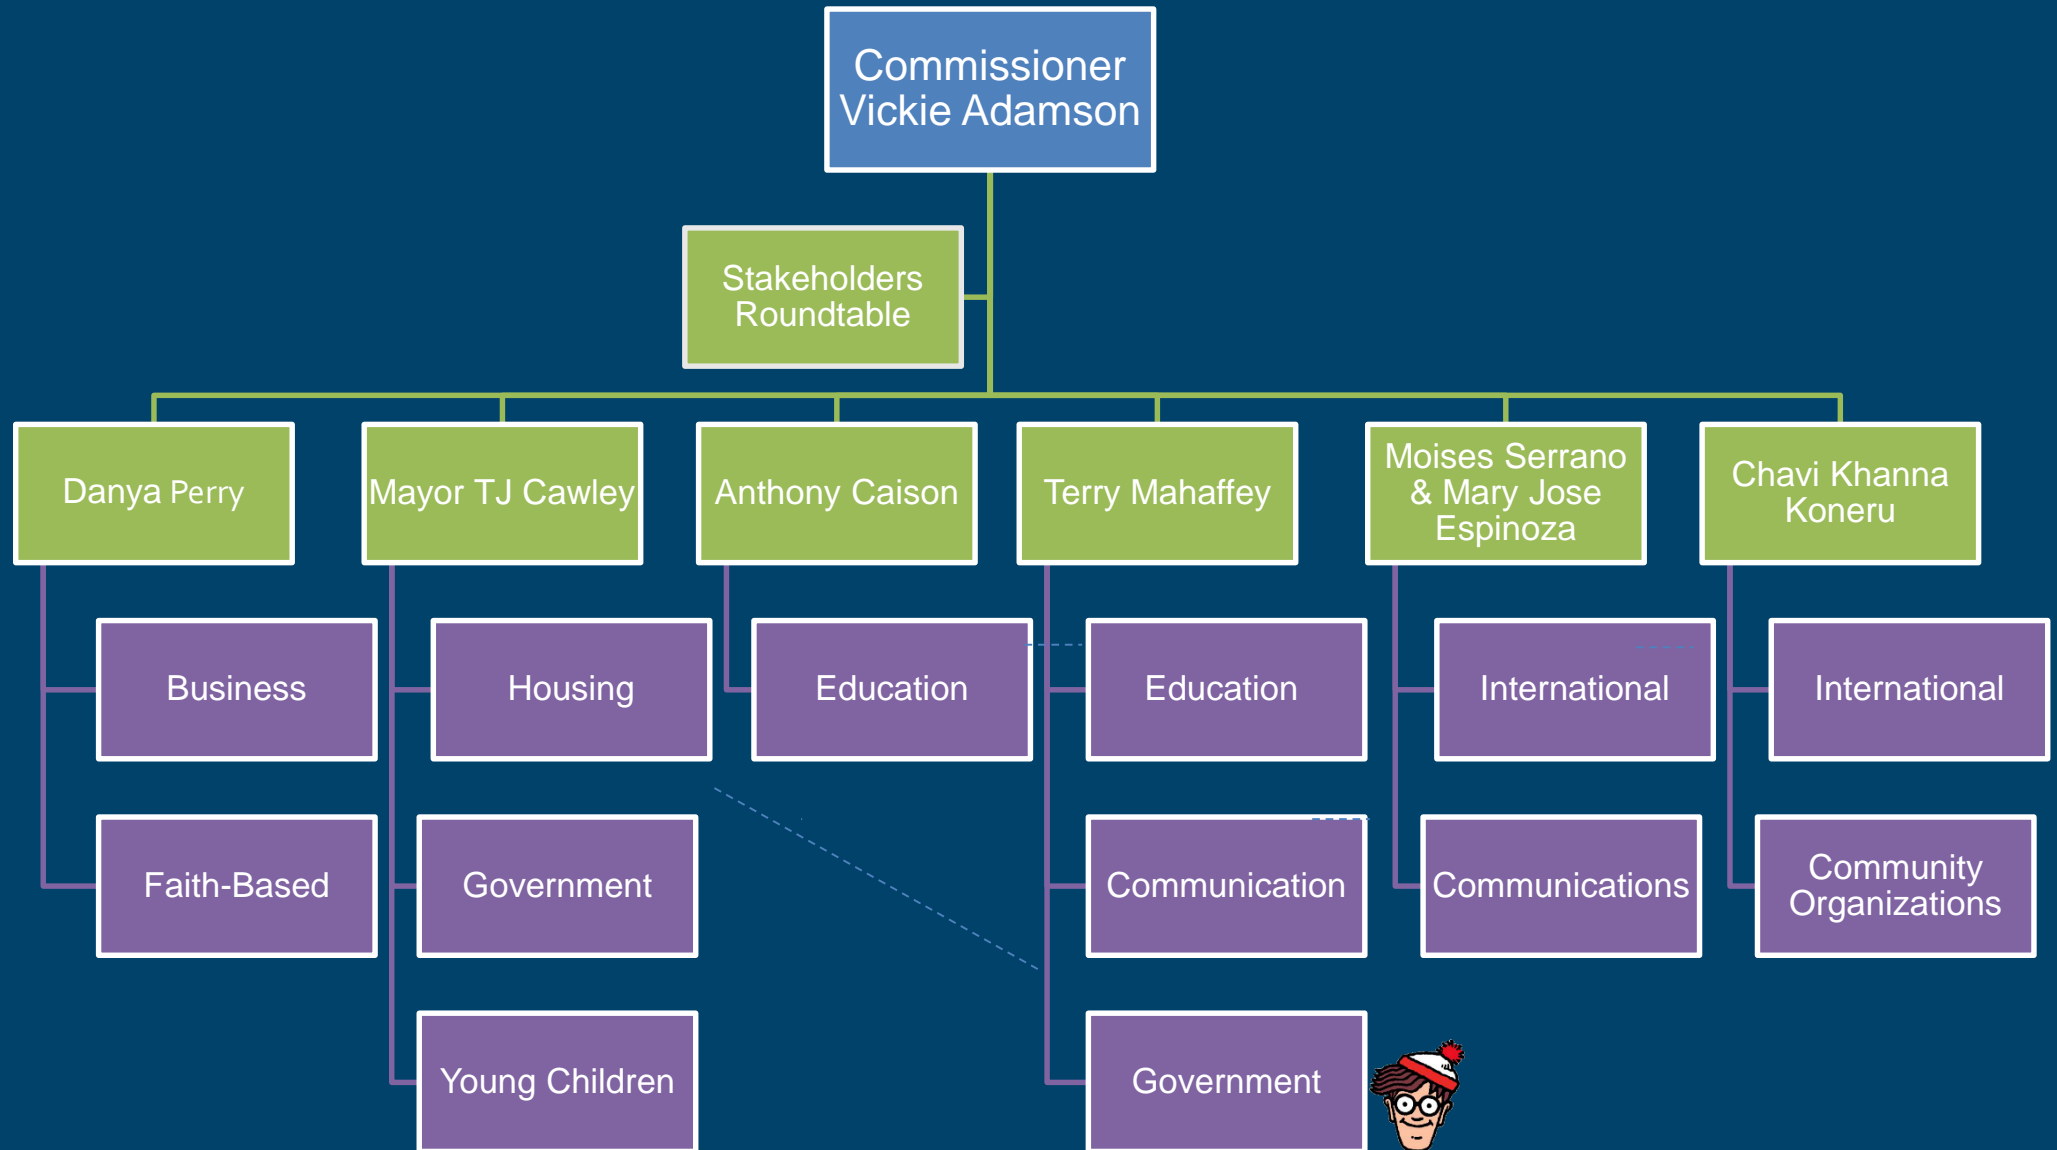 Commissioner
Vickie Adamson
Stakeholders
Roundtable
Danya Perry
Mayor TJ Cawley
Anthony Caison
Terry Mahaffey
Moises Serrano
& Mary Jose
Espinoza
Chavi Khanna
Koneru
Business
Housing
Education
Education
International
International
Faith-Based
Government
Communication
Communications
Community
Organizations
Young Children
Government